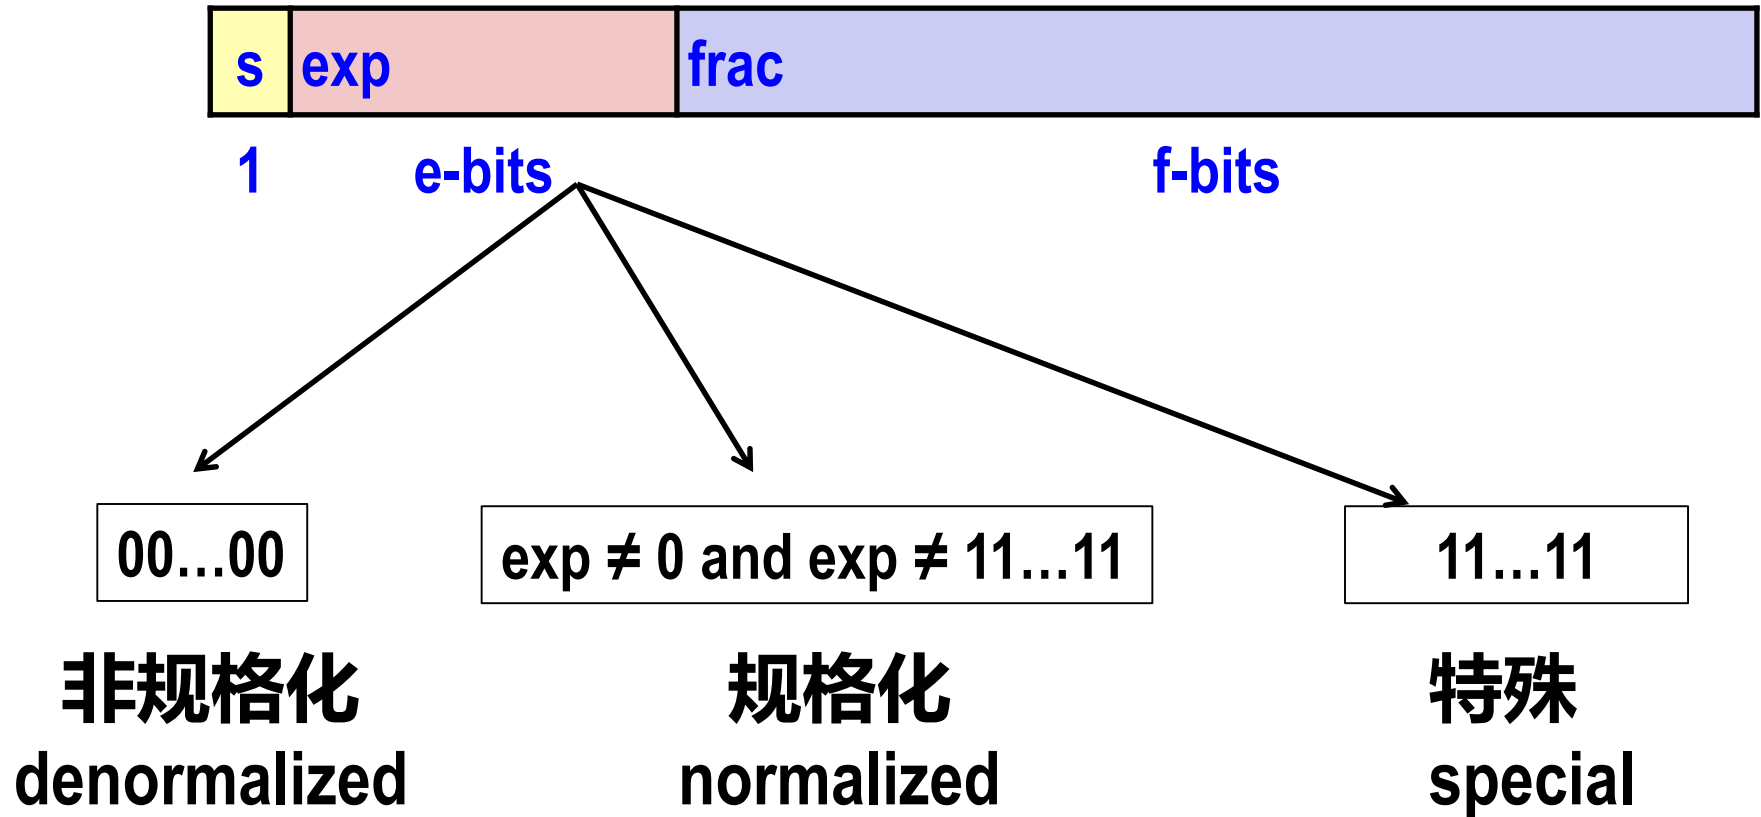 s exp frac
1 e-bits f-bits
00…00 exp ≠ 0 and exp ≠ 11…11 11…11
非规格化 规格化 特殊
denormalized normalized special